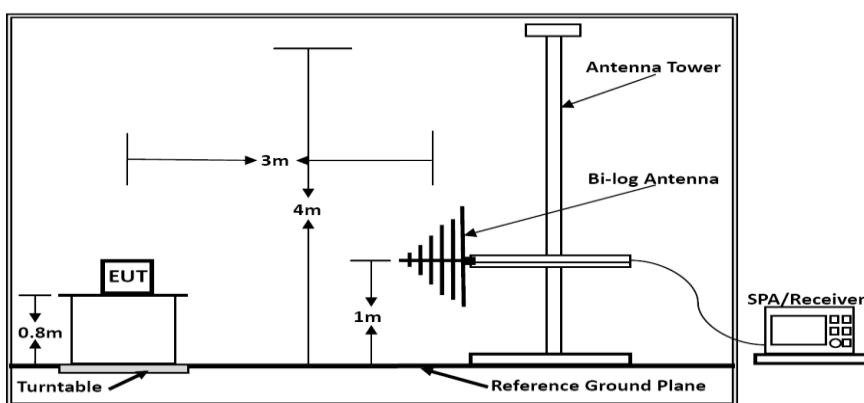 Antenna Tower
3m
Bi-log Antenna
4m
EUT
0.8m
1m
SPA/Receiver
Turntable
Reference Ground Plane